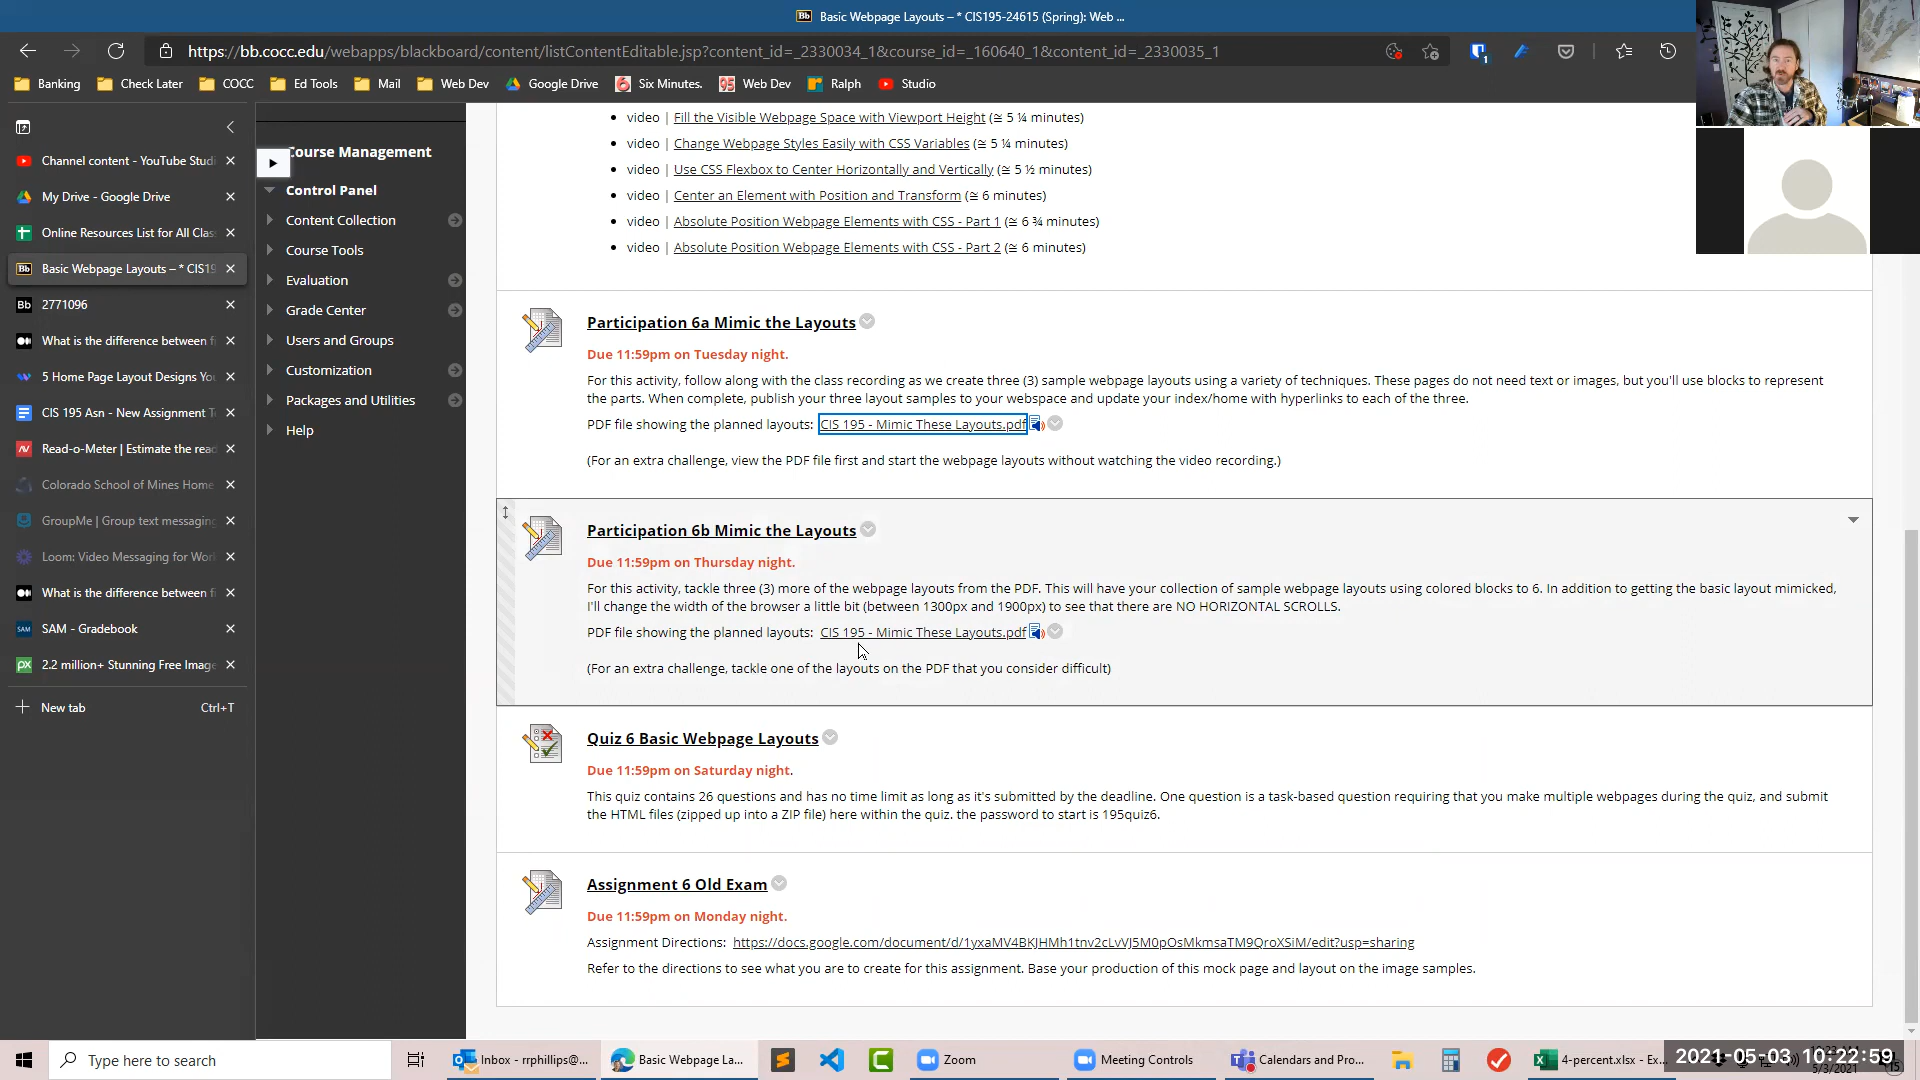 Basic Webpage Layouts – * CIS195-24615 (Spring): Web ...
https://bb.cocc.edu/webapps/blackboard/content/listContentEditable.jsp?content_id=_2330034_1&course_id=_160640_1&content_id=_2330035_1
Banking Check Later COCC Ed Tools Mail Web Dev Google Drive Six Minutes. Web Dev Ralph Studio
Channel content - YouTube Studi
My Drive - Google Drive
Online Resources List for All Clas
Basic Webpage Layouts – * CIS19
2771096
What is the difference between fi
5 Home Page Layout Designs You
CIS 195 Asn - New Assignment T
Read-o-Meter | Estimate the read
Colorado School of Mines Home
GroupMe | Group text messaging
Loom: Video Messaging for Wor
What is the difference between fi
SAM - Gradebook
2.2 million+ Stunning Free Image
New tab Ctrl+T
Course Management
Control Panel
Content Collection
Course Tools
Evaluation
Grade Center
Users and Groups
Customization
Packages and Utilities
Help
video | Fill the Visible Webpage Space with Viewport Height (≅ 5 ¼ minutes)
video | Change Webpage Styles Easily with CSS Variables (≅ 5 ¼ minutes)
video | Use CSS Flexbox to Center Horizontally and Vertically (≅ 5 ½ minutes)
video | Center an Element with Position and Transform (≅ 6 minutes)
video | Absolute Position Webpage Elements with CSS - Part 1 (≅ 6 ¾ minutes)
video | Absolute Position Webpage Elements with CSS - Part 2 (≅ 6 minutes)
Participation 6a Mimic the Layouts
Due 11:59pm on Tuesday night.
For this activity, follow along with the class recording as we create three (3) sample webpage layouts using a variety of techniques. These pages do not need text or images, but you'll use blocks to represent
the parts. When complete, publish your three layout samples to your webspace and update your index/home with hyperlinks to each of the three.
PDF file showing the planned layouts: CIS 195 - Mimic These Layouts.pdf
(For an extra challenge, view the PDF file first and start the webpage layouts without watching the video recording.)
Participation 6b Mimic the Layouts
Due 11:59pm on Thursday night.
For this activity, tackle three (3) more of the webpage layouts from the PDF. This will have your collection of sample webpage layouts using colored blocks to 6. In addition to getting the basic layout mimicked,
I'll change the width of the browser a little bit (between 1300px and 1900px) to see that there are NO HORIZONTAL SCROLLS.
PDF file showing the planned layouts: CIS 195 - Mimic These Layouts.pdf
(For an extra challenge, tackle one of the layouts on the PDF that you consider difficult)
Quiz 6 Basic Webpage Layouts
Due 11:59pm on Saturday night.
This quiz contains 26 questions and has no time limit as long as it's submitted by the deadline. One question is a task-based question requiring that you make multiple webpages during the quiz, and submit
the HTML files (zipped up into a ZIP file) here within the quiz. the password to start is 195quiz6.
Assignment 6 Old Exam
Due 11:59pm on Monday night.
Assignment Directions: https://docs.google.com/document/d/1yxaMV4BKJHMh1tnv2cLvVJ5M0pOsMkmsaTM9QroXSiM/edit?usp=sharing
Refer to the directions to see what you are to create for this assignment. Base your production of this mock page and layout on the image samples.
Type here to search
Inbox - rrphillips@... Basic Webpage La... Zoom Meeting Controls Calendars and Pro... 4-percent.xlsx - Ex...
2021-05-03 10:22:59
5/3/2021